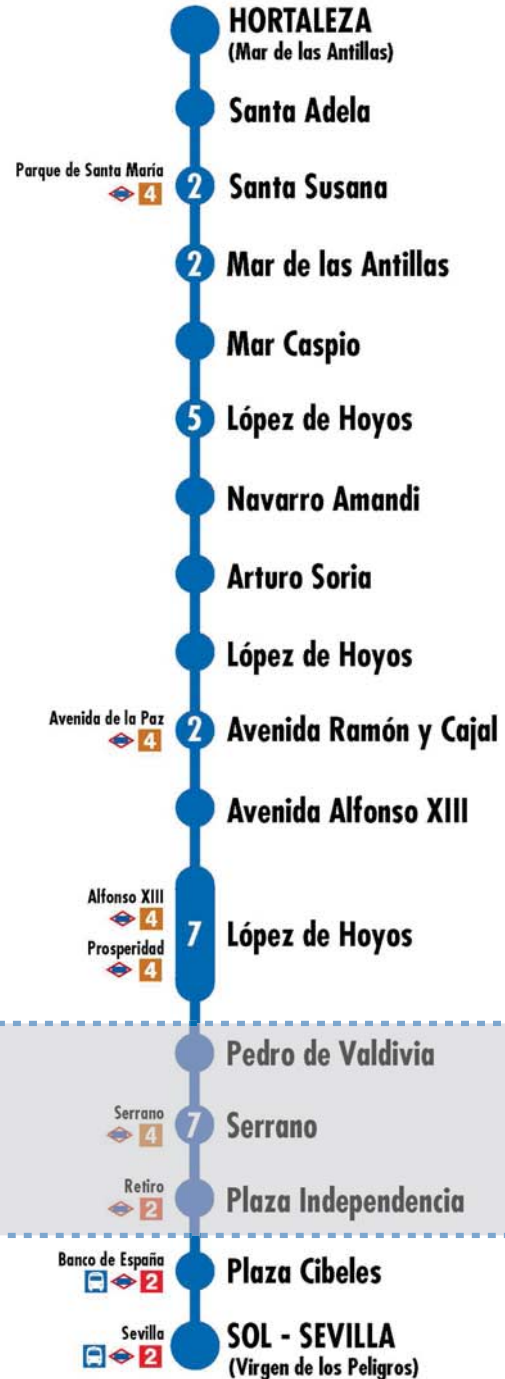 HORTALEZA
(Mar de las Antillas)
Santa Adela
Parque de Santa María
4
2
Santa Susana
2
Mar de las Antillas
Mar Caspio
5
López de Hoyos
Navarro Amandi
Arturo Soria
López de Hoyos
Avenida de la Paz
4
2
Avenida Ramón y Cajal
Avenida Alfonso XIII
Alfonso XIII
4
Prosperidad
4
7
López de Hoyos
Pedro de Valdivia
Serrano
4
7
Serrano
Retiro
2
Plaza Independencia
Banco de España
2
Plaza Cibeles
Sevilla
2
SOL - SEVILLA
(Virgen de los Peligros)